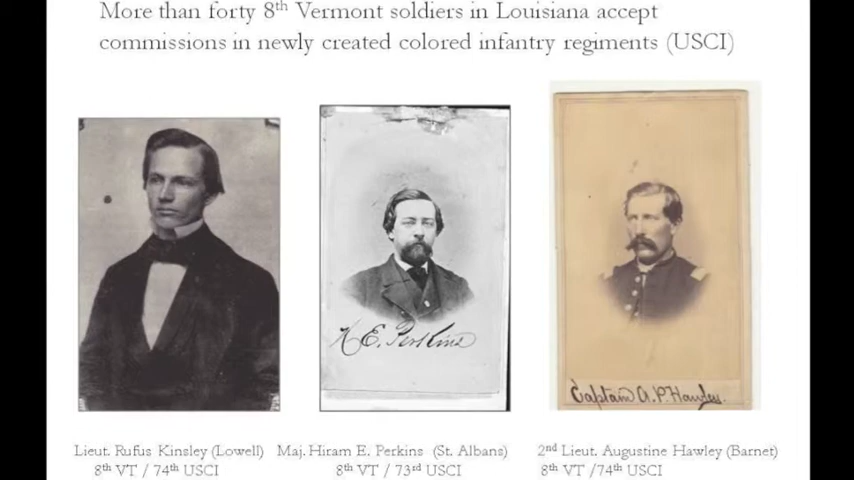 More than forty 8th Vermont soldiers in Louisiana accept
commissions in newly created colored infantry regiments (USCI)
H E. Perkins
Captain A. P. Hawley.
Lieut. Rufus Kinsley (Lowell)
8th VT / 74th USCI
Maj. Hiram E. Perkins (St. Albans)
8th VT / 73rd USCI
2nd Lieut. Augustine Hawley (Barnet)
8th VT /74th USCI